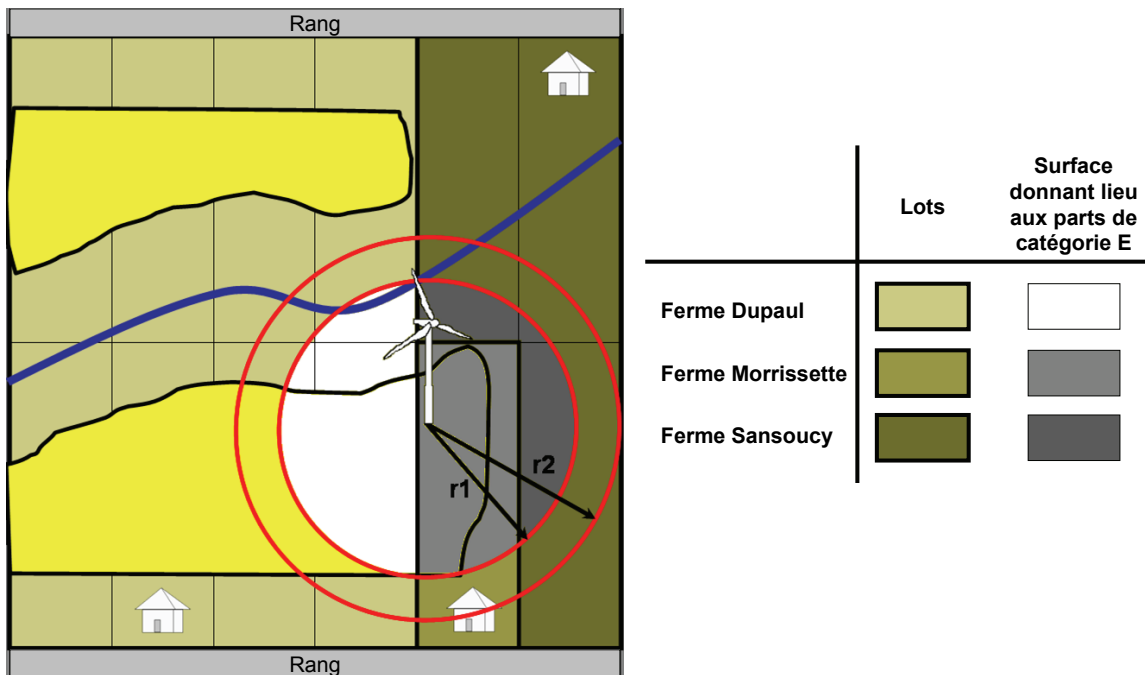 Rang
r1
r2
Rang
Lots
Surface
donnant lieu
aux parts de
catégorie E
Ferme Dupaul
Ferme Morrissette
Ferme Sansoucy